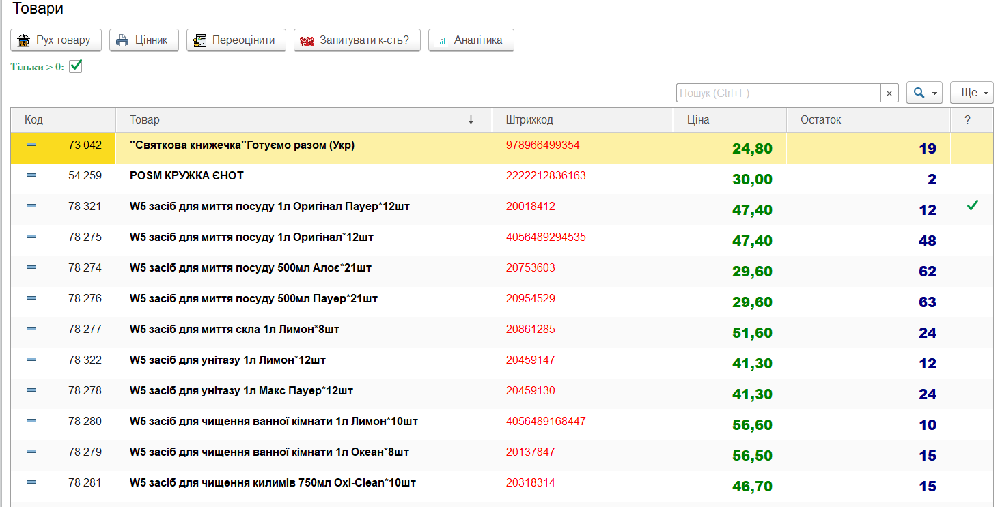 Товари
Рух товару Цінник Переоцінити Запитувати к-сть? Аналітика
Тільки > 0:
Пошук (Ctrl+F) × Ще
Код Товар ↓ Штрихкод Ціна Остаток ?
73 042 "Святкова книжечка"Готуємо разом (Укр) 978966499354 24,80 19
54 259 POSM КРУЖКА ЄНОТ 2222212836163 30,00 2
78 321 W5 засіб для миття посуду 1л Оригінал Пауер*12шт 20018412 47,40 12
78 275 W5 засіб для миття посуду 1л Оригінал*12шт 4056489294535 47,40 48
78 274 W5 засіб для миття посуду 500мл Алоє*21шт 20753603 29,60 62
78 276 W5 засіб для миття посуду 500мл Пауер*21шт 20954529 29,60 63
78 277 W5 засіб для миття скла 1л Лимон*8шт 20861285 51,60 24
78 322 W5 засіб для унітазу 1л Лимон*12шт 20459147 41,30 12
78 278 W5 засіб для унітазу 1л Макс Пауер*12шт 20459130 41,30 24
78 280 W5 засіб для чищення ванної кімнати 1л Лимон*10шт 4056489168447 56,60 10
78 279 W5 засіб для чищення ванної кімнати 1л Океан*8шт 20137847 56,50 15
78 281 W5 засіб для чищення килимів 750мл Oxi-Clean*10шт 20318314 46,70 15